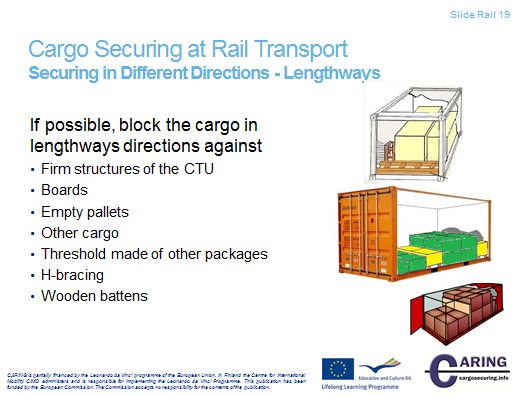 Slide Rail 19
Cargo Securing at Rail Transport
Securing in Different Directions - Lengthways
If possible, block the cargo in
lengthways directions against
• Firm structures of the CTU
• Boards
• Empty pallets
• Other cargo
• Threshold made of other packages
• H-bracing
• Wooden battens
CARING is partially financed by the Leonardo da Vinci programme of the European Union. In Finland the Centre for International
Mobility CIMO, administers and is responsible for implementing the Leonardo da Vinci Programme. This publication has been
funded by the European Commission. The Commission accepts no responsibility for the contents of the publication.
Education and Culture DG
Lifelong Learning Programme
CARING
cargosecuring.info